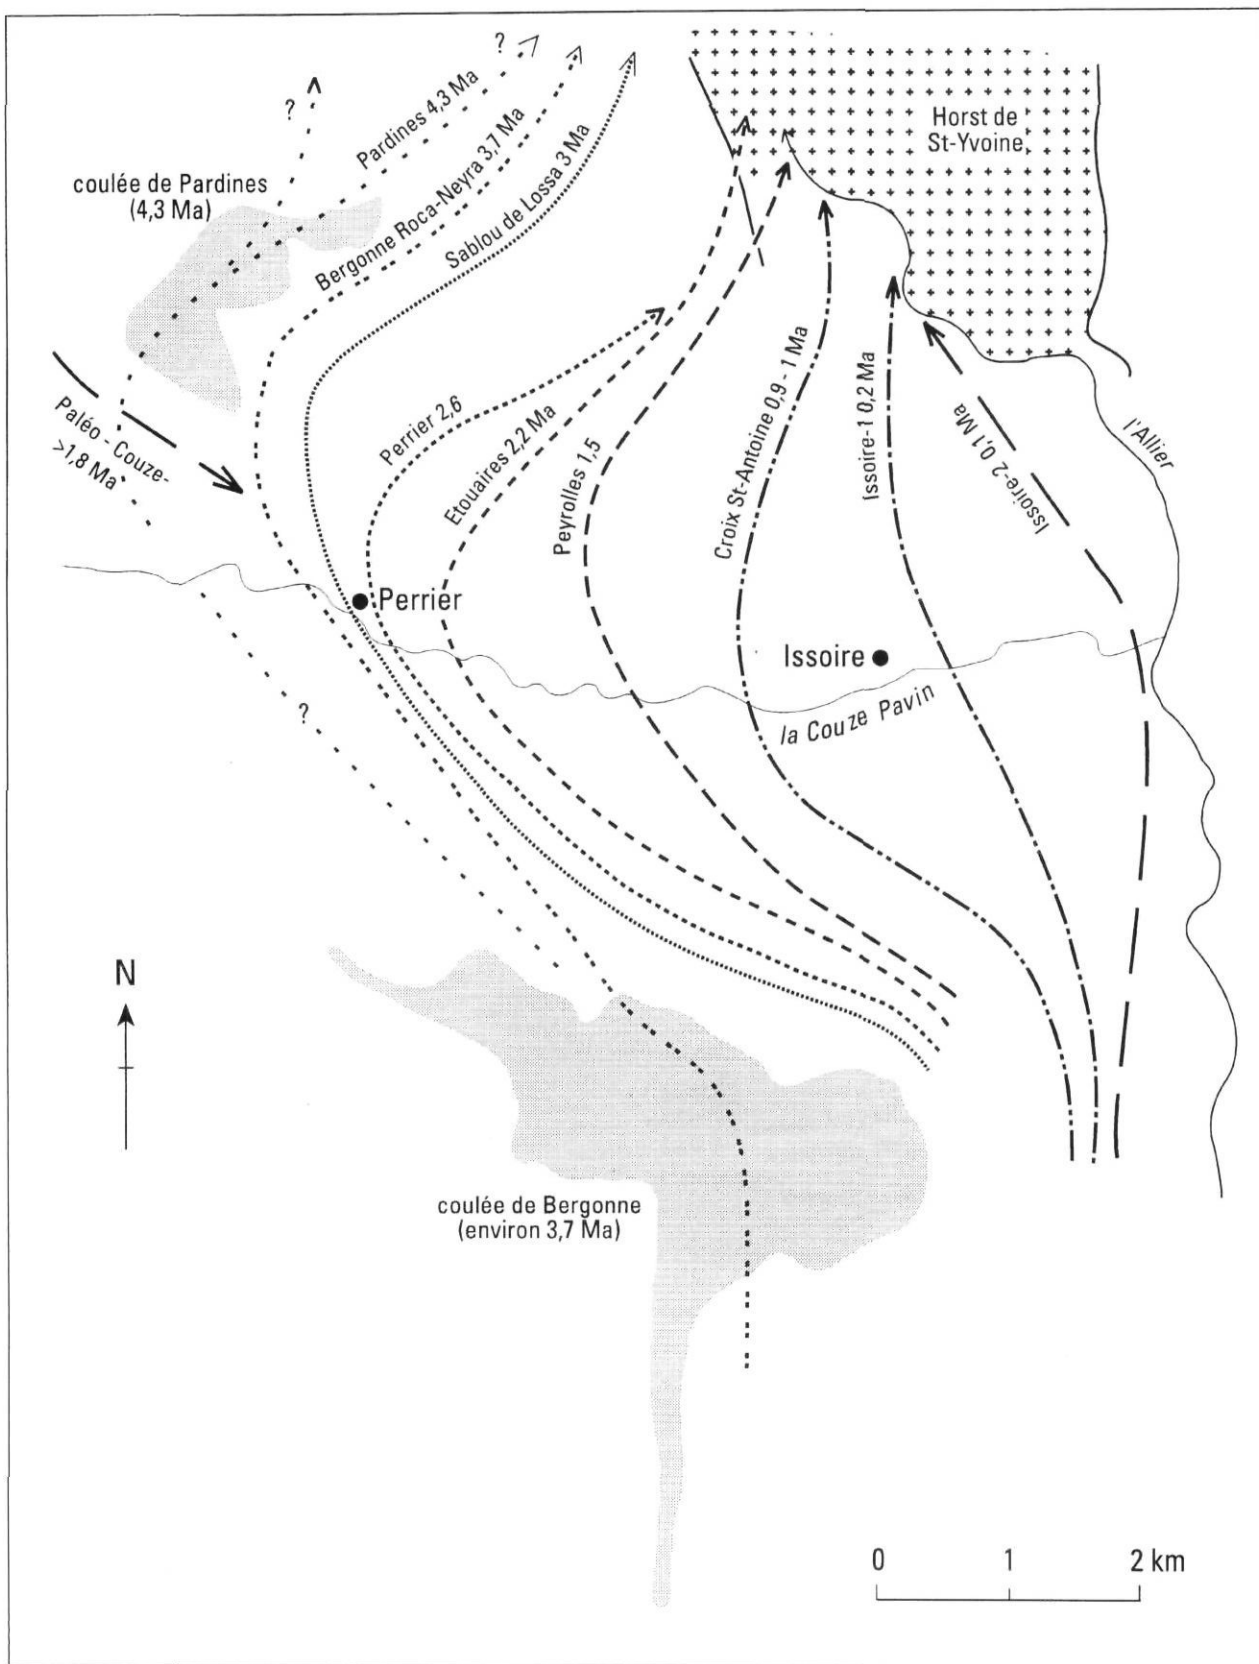 ?
?
Pardines 4,3 Ma
Horst de
St-Yvoine
coulée de Pardines
(4,3 Ma)
Bergonne Roca-Neyra 3,7 Ma
Sablou de Lossa 3 Ma
Paléo - Couze-
>1,8 Ma
Perrier 2,6
Etouaires 2,2 Ma
Peyrolles 1,5
Croix St-Antoine 0,9 - 1 Ma
Issoire-1 0,2 Ma
Issoire-2 0,1 Ma
l'Allier
Perrier
Issoire
la Couze Pavin
?
N
coulée de Bergonne
(environ 3,7 Ma)
0 1 2 km